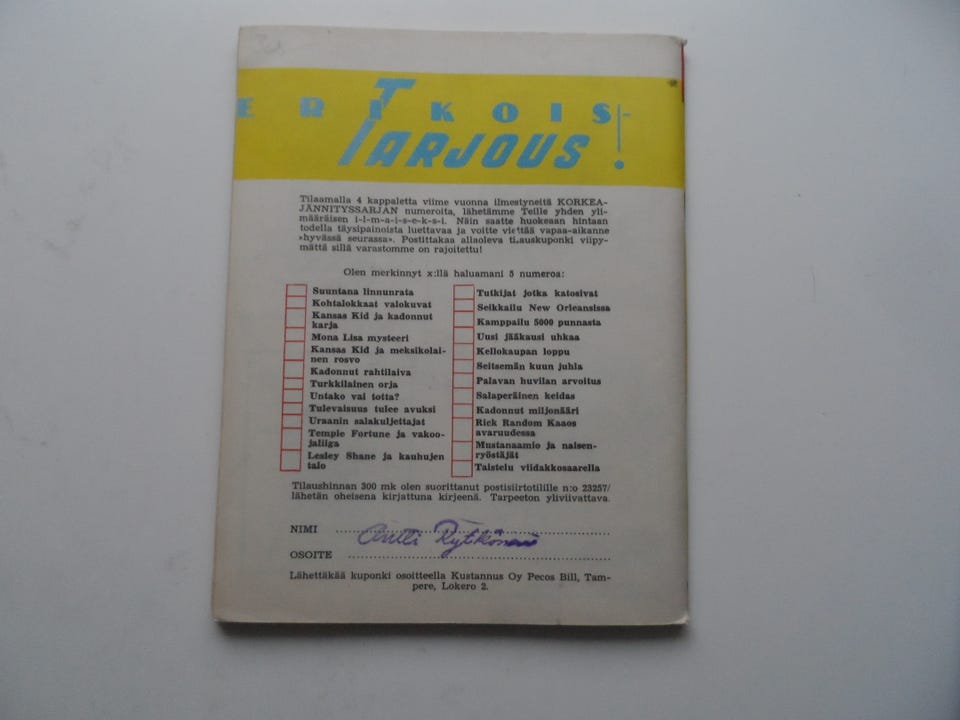 ERIKOIS-
TARJOUS!
Tilaamalla 4 kappaletta viime vuonna ilmestyneitä KORKEA-
JÄNNITYSSARJAN numeroita, lähetämme Teille yhden yli-
määräisen i-l-m-a-i-s-e-k-s-i. Näin saatte huokeaan hintaan
todella täysipainoista luettavaa ja voitte viettää vapaa-aikanne
»hyvässä seurassa». Postittakaa allaoleva tilauskuponki viipy-
mättä sillä varastomme on rajoitettu!
Olen merkinnyt x:llä haluamani 5 numeroa:
Suuntana linnunrata
Kohtalokkaat valokuvat
Kansas Kid ja kadonnut
karja
Mona Lisa mysteeri
Kansas Kid ja meksikolai-
nen rosvo
Kadonnut rahtilaiva
Turkkilainen orja
Untako vai totta?
Tulevaisuus tulee avuksi
Uraanin salakuljettajat
Temple Fortune ja vakoo-
jaliiga
Lesley Shane ja kauhujen
talo
Tutkijat jotka katosivat
Seikkailu New Orleansissa
Kamppailu 5000 punnasta
Uusi jääkausi uhkaa
Kellokaupan loppu
Seitsemän kuun juhla
Palavan huvilan arvoitus
Salaperäinen keidas
Kadonnut miljonääri
Rick Random Kaaos
avaruudessa
Mustanaamio ja naisen-
ryöstäjät
Taistelu viidakkosaarella
Tilaushinnan 300 mk olen suorittanut postisiirtotilille n:o 23257/
lähetän oheisena kirjattuna kirjeenä. Tarpeeton yliviivattava.
NIMI Antti Rytkönen
OSOITE
Lähettäkää kuponki osoitteella Kustannus Oy Pecos Bill, Tam-
pere, Lokero 2.